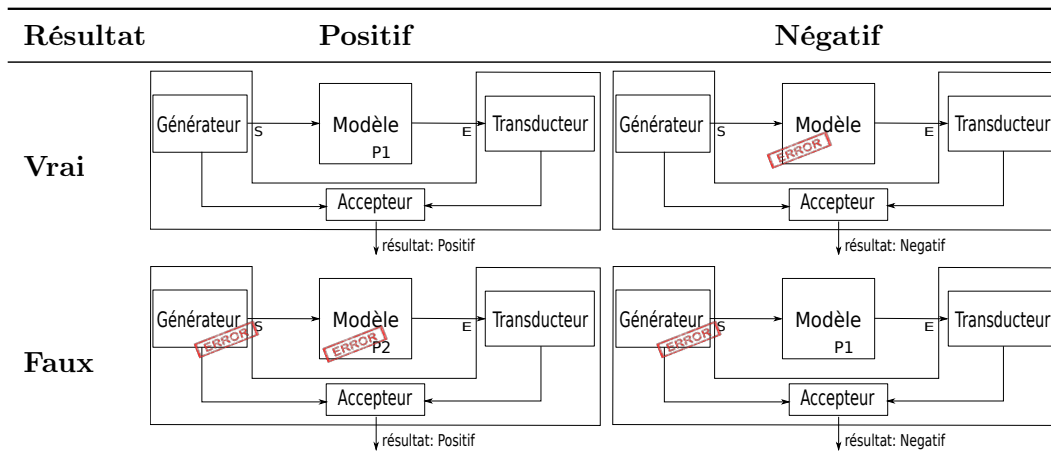 Résultat Positif Négatif
Vrai
Générateur S Modèle P1 E Transducteur
ERROR
Accepteur
résultat: Positif
Générateur S Modèle E Transducteur
ERROR
Accepteur
résultat: Negatif
Faux
Générateur S Modèle P2 E Transducteur
ERROR ERROR
Accepteur
résultat: Positif
Générateur S Modèle P1 E Transducteur
ERROR
Accepteur
résultat: Negatif